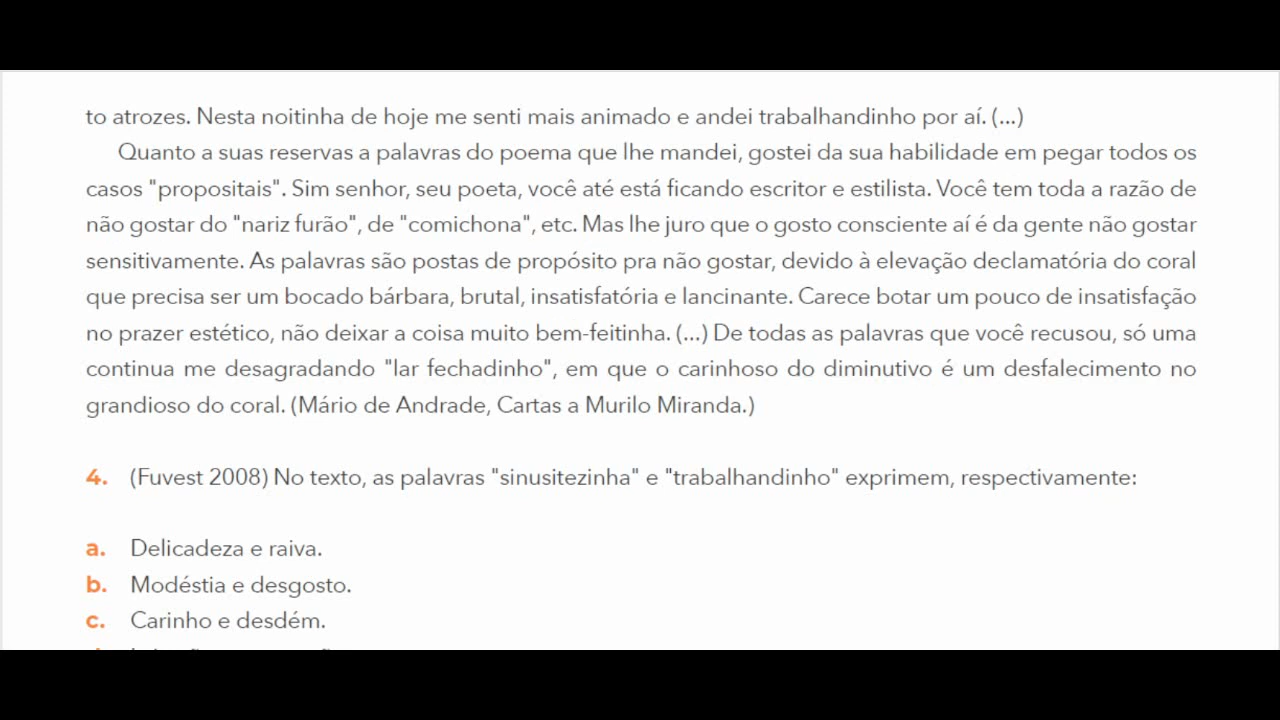 to atrozes. Nesta noitinha de hoje me senti mais animado e andei trabalhandinho por aí. (...)
Quanto a suas reservas a palavras do poema que lhe mandei, gostei da sua habilidade em pegar todos os
casos "propositais". Sim senhor, seu poeta, você até está ficando escritor e estilista. Você tem toda a razão de
não gostar do "nariz furão", de "comichona", etc. Mas lhe juro que o gosto consciente aí é da gente não gostar
sensitivamente. As palavras são postas de propósito pra não gostar, devido à elevação declamatória do coral
que precisa ser um bocado bárbara, brutal, insatisfatória e lancinante. Carece botar um pouco de insatisfação
no prazer estético, não deixar a coisa muito bem-feitinha. (...) De todas as palavras que você recusou, só uma
continua me desagradando "lar fechadinho", em que o carinhoso do diminutivo é um desfalecimento no
grandioso do coral. (Mário de Andrade, Cartas a Murilo Miranda.)
4. (Fuvest 2008) No texto, as palavras "sinusitezinha" e "trabalhandinho" exprimem, respectivamente:
a. Delicadeza e raiva.
b. Modéstia e desgosto.
c. Carinho e desdém.